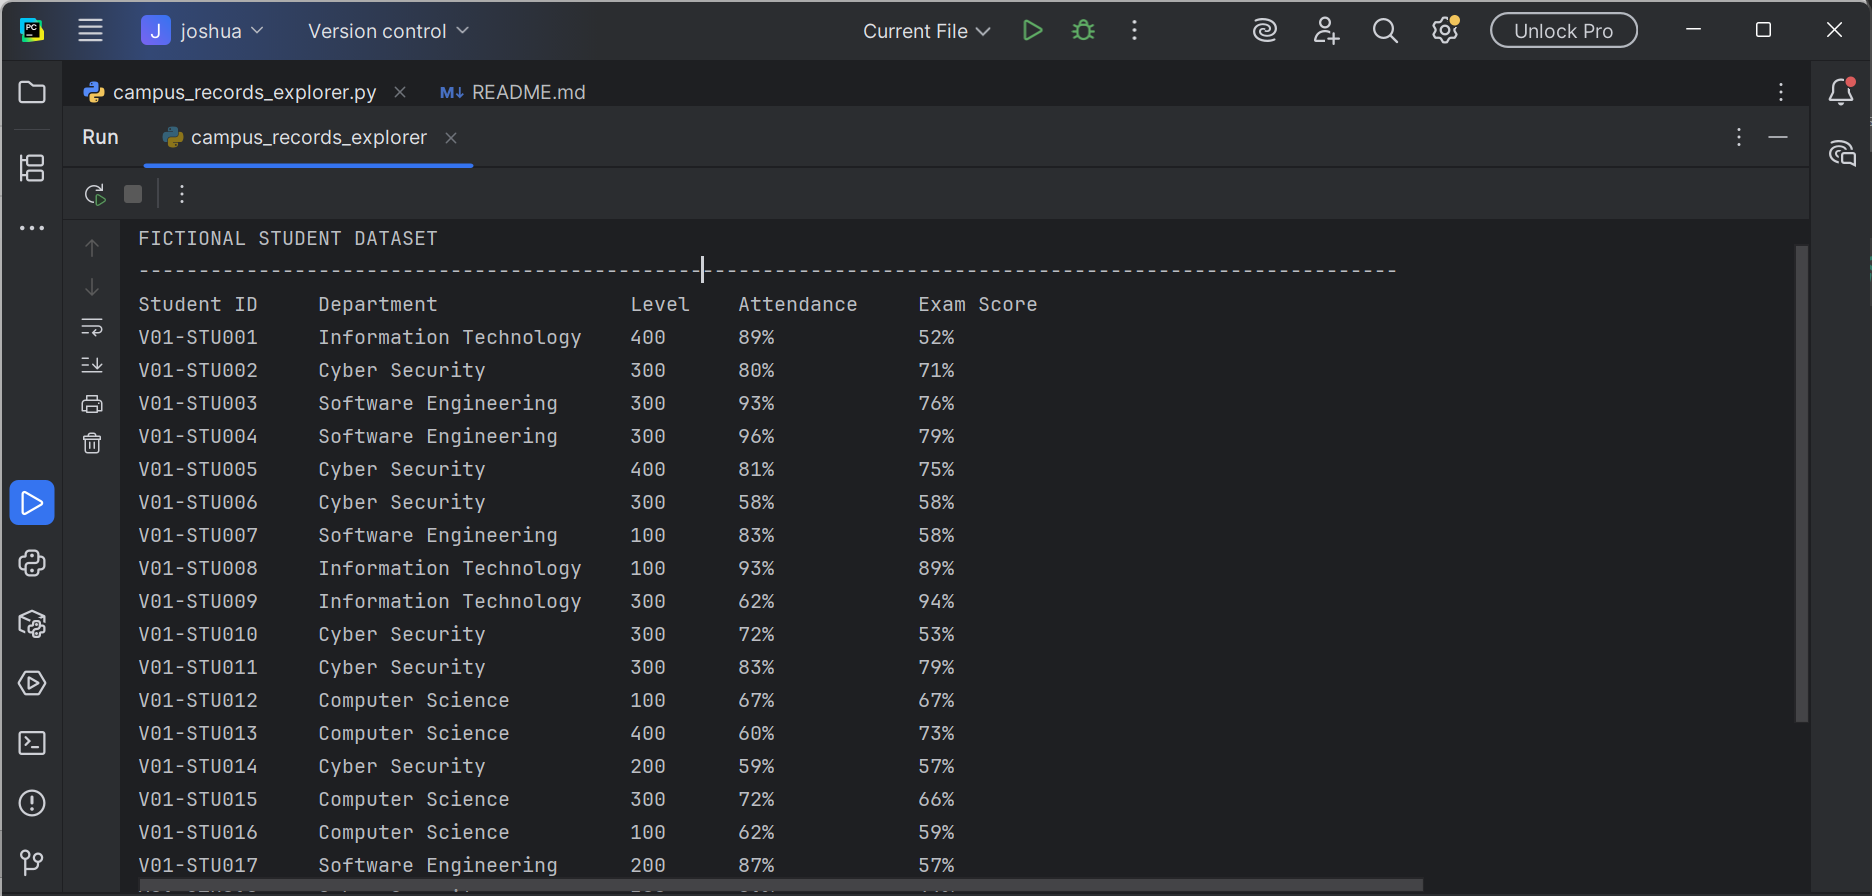 J joshua Version control Current File Unlock Pro
campus_records_explorer.py README.md
Run campus_records_explorer
FICTIONAL STUDENT DATASET
---------------------------------------------------------------------------------------------------------
Student ID Department Level Attendance Exam Score
V01-STU001 Information Technology 400 89% 52%
V01-STU002 Cyber Security 300 80% 71%
V01-STU003 Software Engineering 300 93% 76%
V01-STU004 Software Engineering 300 96% 79%
V01-STU005 Cyber Security 400 81% 75%
V01-STU006 Cyber Security 300 58% 58%
V01-STU007 Software Engineering 100 83% 58%
V01-STU008 Information Technology 100 93% 89%
V01-STU009 Information Technology 300 62% 94%
V01-STU010 Cyber Security 300 72% 53%
V01-STU011 Cyber Security 300 83% 79%
V01-STU012 Computer Science 100 67% 67%
V01-STU013 Computer Science 400 60% 73%
V01-STU014 Cyber Security 200 59% 57%
V01-STU015 Computer Science 300 72% 66%
V01-STU016 Computer Science 100 62% 59%
V01-STU017 Software Engineering 200 87% 57%